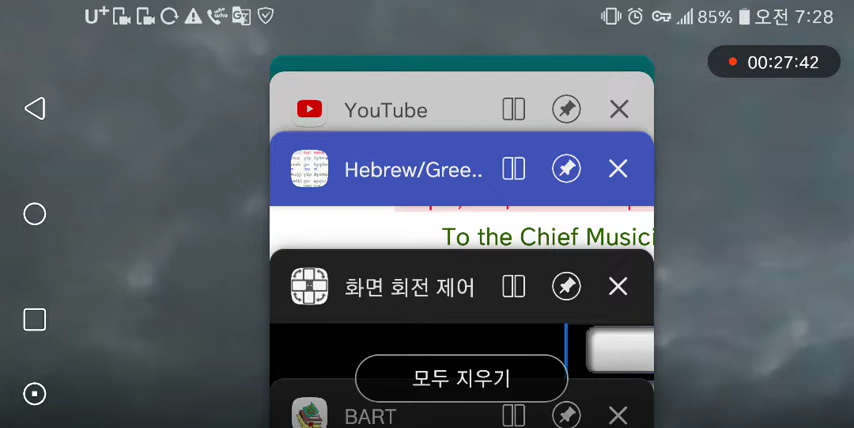 U+ 85% 오전 7:28
00:27:42
YouTube
Hebrew/Gree..
To the Chief Musici
화면 회전 제어
모두 지우기
BART